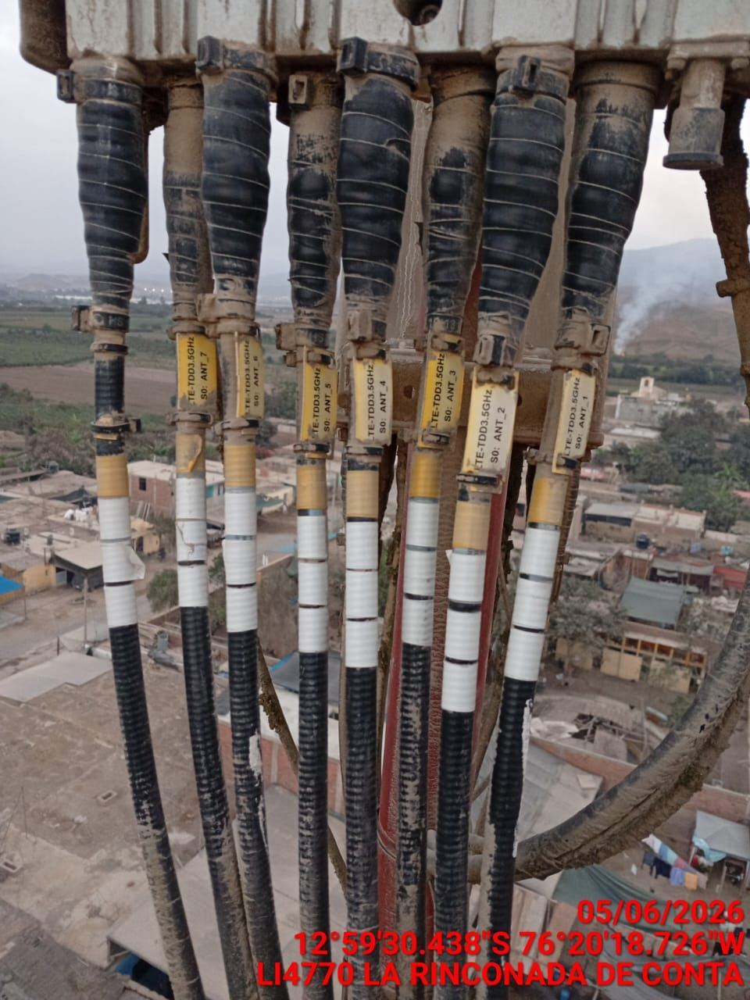 LTE-TDD3.5GHz
S0: ANT_7
LTE-TDD3.5GHz
S0: ANT_6
LTE-TDD3.5GHz
S0: ANT_5
LTE-TDD3.5GHz
S0: ANT_4
LTE-TDD3.5GHz
S0: ANT_3
LTE-TDD3.5GHz
S0: ANT_2
LTE-TDD3.5GHz
S0: ANT_1
05/06/2026
12°59'30.438"S 76°20'18.726"W
LI4770 LA RINCONADA DE CONTA